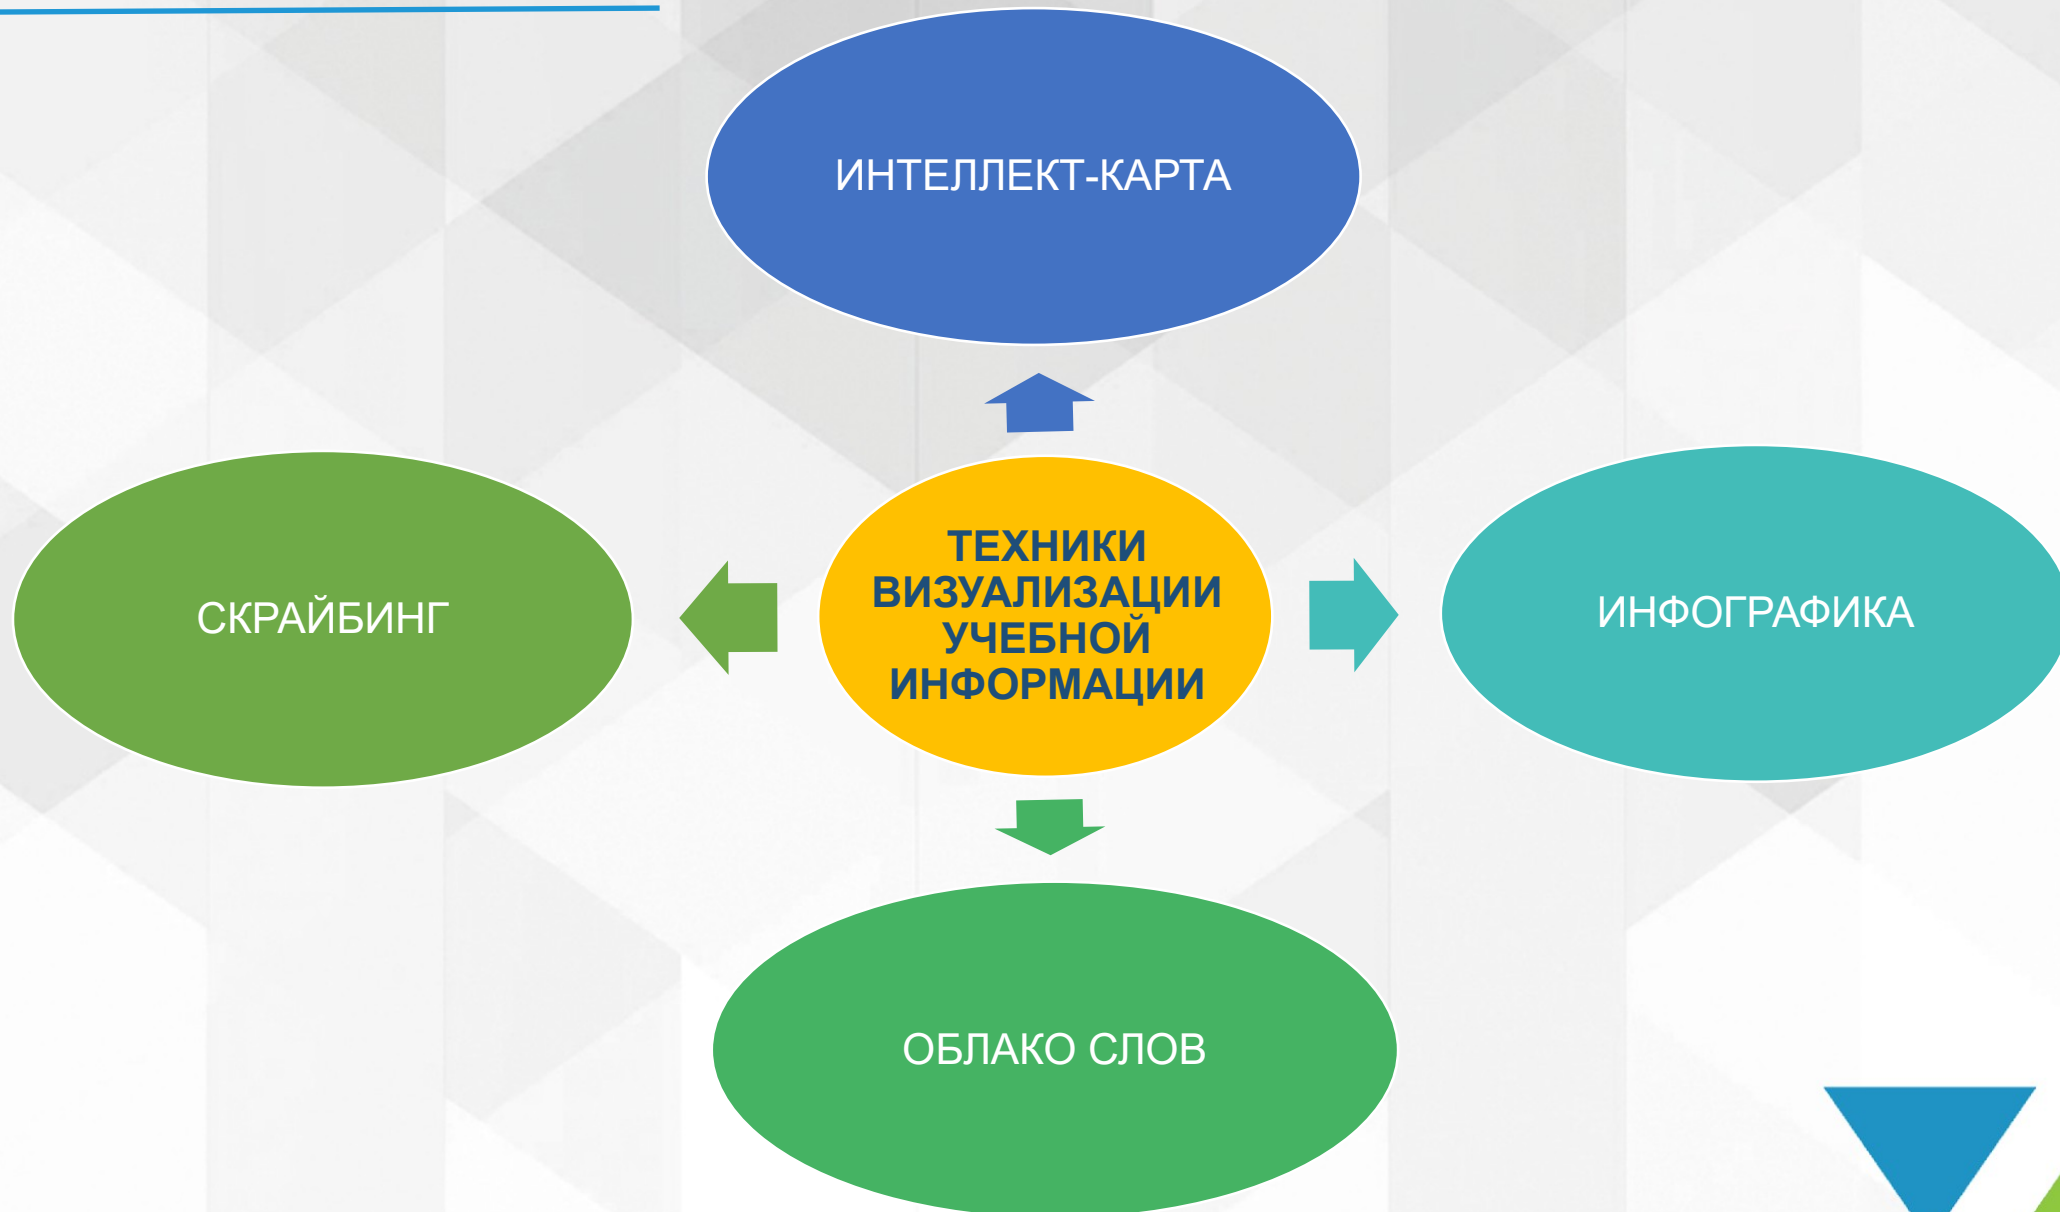 ИНТЕЛЛЕКТ-КАРТА
СКРАЙБИНГ
ТЕХНИКИ
ВИЗУАЛИЗАЦИИ
УЧЕБНОЙ
ИНФОРМАЦИИ
ИНФОГРАФИКА
ОБЛАКО СЛОВ